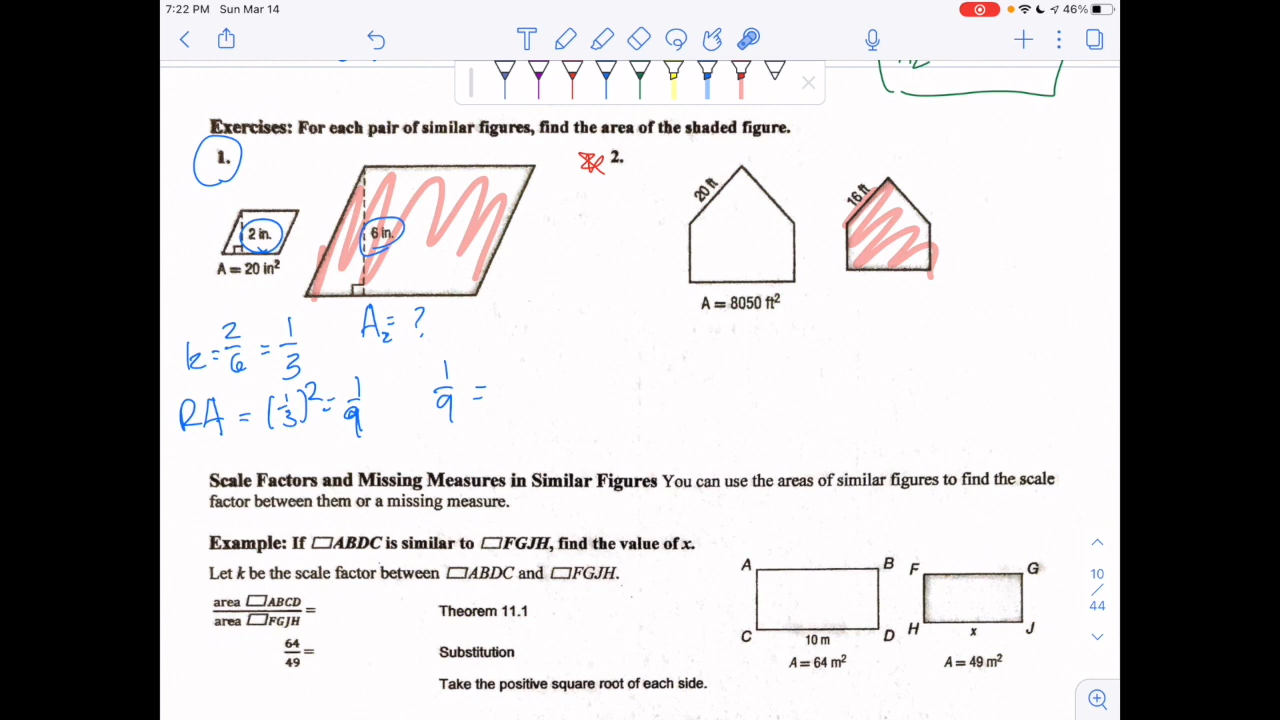 7:22 PM Sun Mar 14
46%
Exercises: For each pair of similar figures, find the area of the shaded figure.
1.
2 in.
A = 20 in²
6 in.
2.
20 ft
A = 8050 ft²
16 ft
k = 2/6 = 1/3
A₂ = ?
RA = (1/3)² = 1/9
1/9 =
Scale Factors and Missing Measures in Similar Figures You can use the areas of similar figures to find the scale
factor between them or a missing measure.
Example: If ▱ABDC is similar to ▱FGJH, find the value of x.
Let k be the scale factor between ▱ABDC and ▱FGJH.
area ▱ABCD
area ▱FGJH
=
Theorem 11.1
64/49 =
Substitution
Take the positive square root of each side.
A
B
C
D
10 m
A = 64 m²
F
G
H
J
x
A = 49 m²
10
/
44